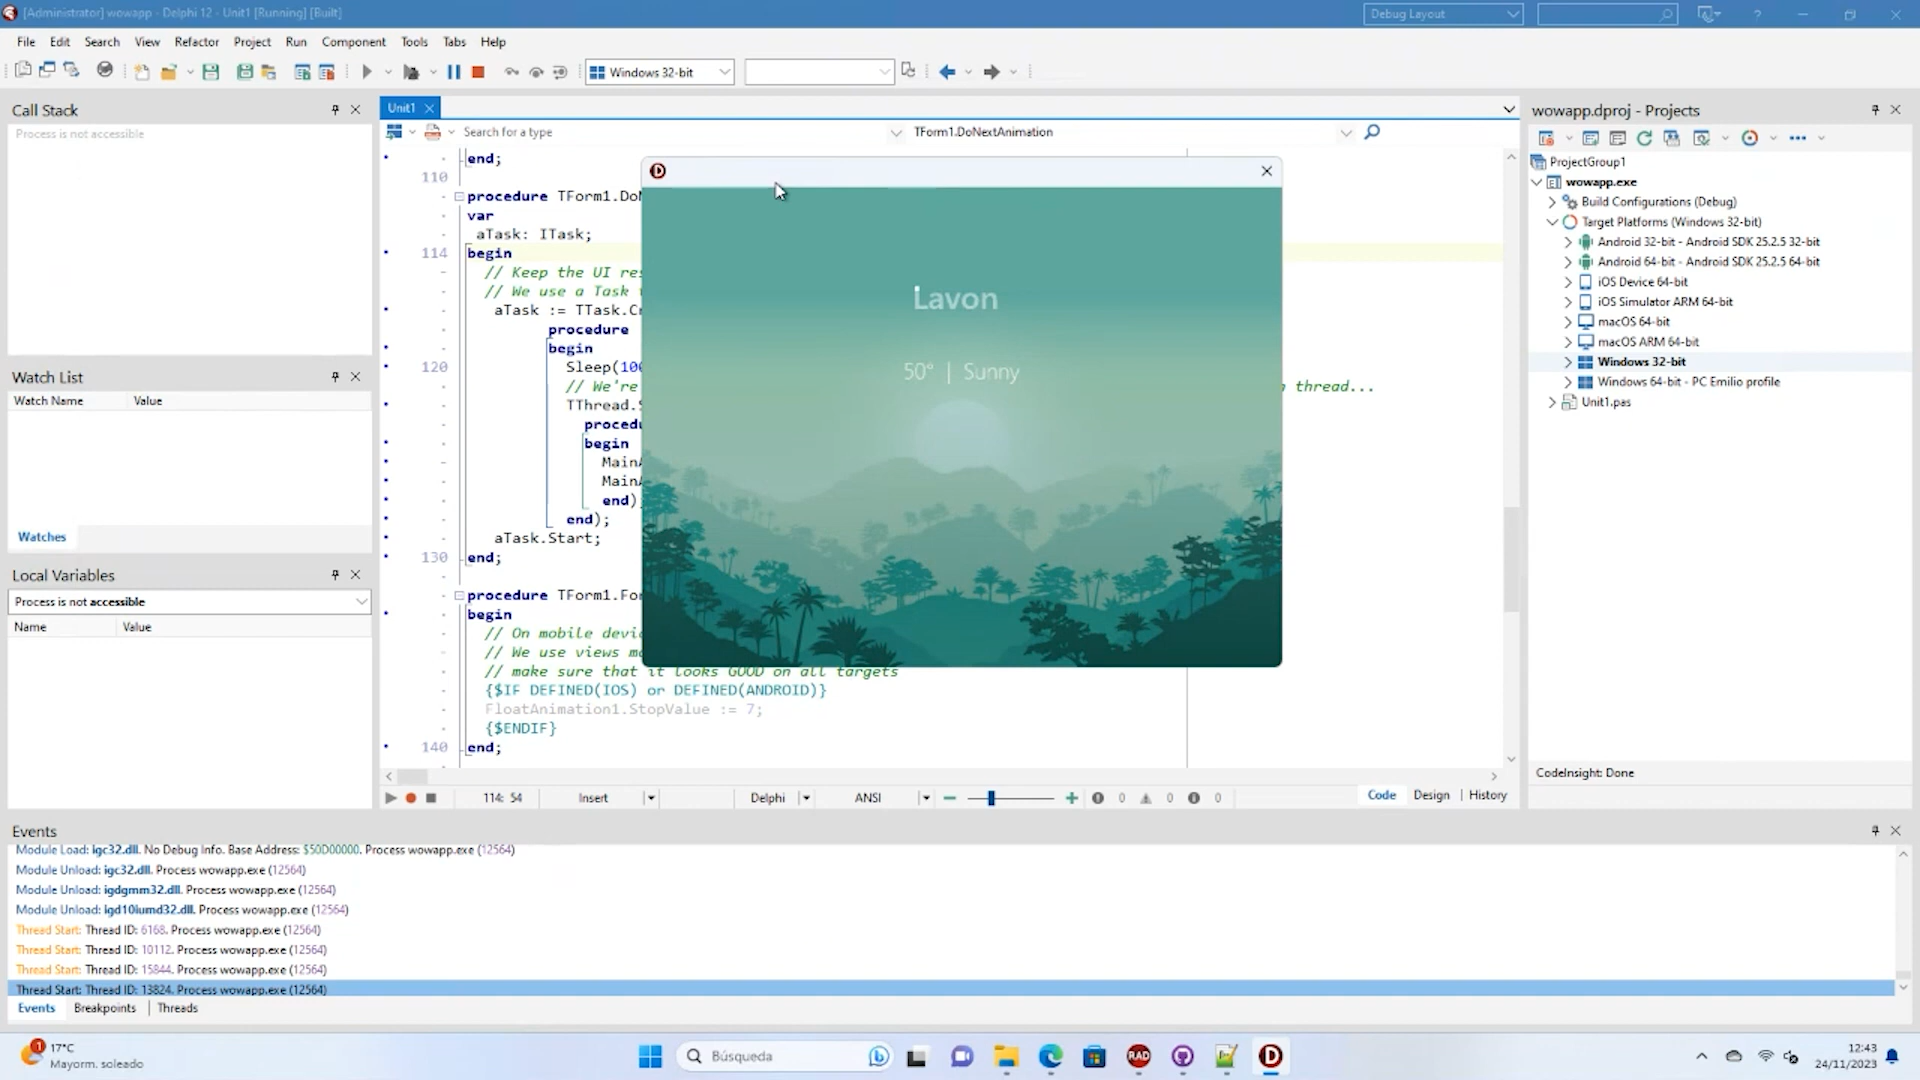 [Administrator] wowapp - Delphi 12 - Unit1 [Running] [Built]
Debug Layout
File Edit Search View Refactor Project Run Component Tools Tabs Help
Windows 32-bit
Call Stack
Process is not accessible
Watch List
Watch Name Value
Watches
Local Variables
Process is not accessible
Name Value
Unit1
Search for a type
TForm1.DoNextAnimation
end;
110
procedure TForm1.DoN
var
aTask: ITask;
114 begin
// Keep the UI res
// We use a Task
aTask := TTask.Cr
procedure
begin
120 Sleep(100
// We're n thread...
TThread.S
procedu
begin
MainA
MainA
end)
end);
aTask.Start;
130 end;
procedure TForm1.For
begin
// On mobile devi
// We use views ma
// make sure that it looks GOOD on all targets
{$IF DEFINED(IOS) or DEFINED(ANDROID)}
FloatAnimation1.StopValue := 7;
{$ENDIF}
140 end;
Lavon
50° | Sunny
114: 54 Insert Delphi ANSI 0 0 0 Code Design History
wowapp.dproj - Projects
ProjectGroup1
wowapp.exe
Build Configurations (Debug)
Target Platforms (Windows 32-bit)
Android 32-bit - Android SDK 25.2.5 32-bit
Android 64-bit - Android SDK 25.2.5 64-bit
iOS Device 64-bit
iOS Simulator ARM 64-bit
macOS 64-bit
macOS ARM 64-bit
Windows 32-bit
Windows 64-bit - PC Emilio profile
Unit1.pas
CodeInsight: Done
Events
Module Load: igc32.dll. No Debug Info. Base Address: $50D00000. Process wowapp.exe (12564)
Module Unload: igc32.dll. Process wowapp.exe (12564)
Module Unload: igdgmm32.dll. Process wowapp.exe (12564)
Module Unload: igd10iumd32.dll. Process wowapp.exe (12564)
Thread Start: Thread ID: 6168. Process wowapp.exe (12564)
Thread Start: Thread ID: 10112. Process wowapp.exe (12564)
Thread Start: Thread ID: 15844. Process wowapp.exe (12564)
Thread Start: Thread ID: 13824. Process wowapp.exe (12564)
Events Breakpoints Threads
1
17°C
Mayorm. soleado
Búsqueda
RAD
12:43
24/11/2023